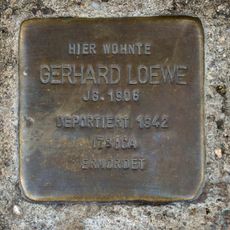 HIER WOHNTE
GERHARD LOEWE
JG. 1906
DEPORTIERT 1942
IZBICA
ERMORDET